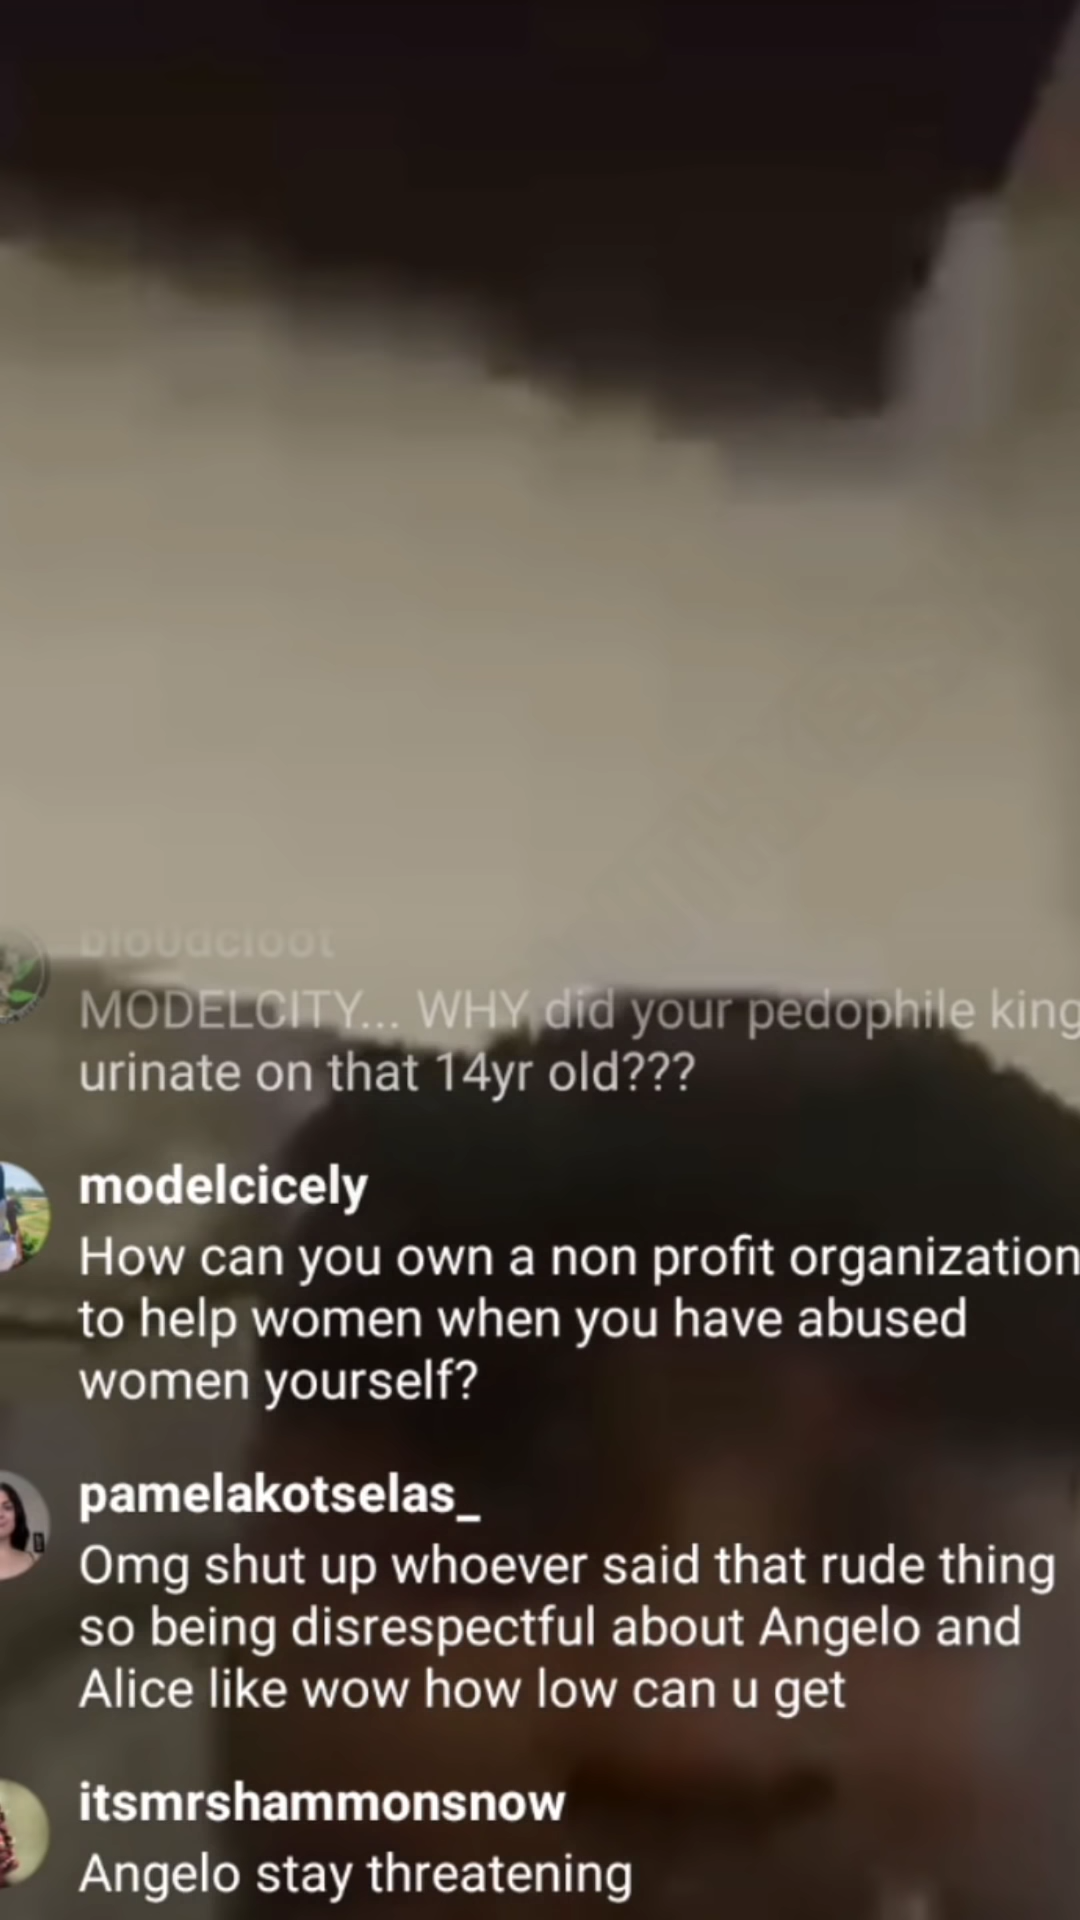 bl0udcloot
MODELCITY... WHY did your pedophile king
urinate on that 14yr old???
modelcicely
How can you own a non profit organization
to help women when you have abused
women yourself?
pamelakotselas_
Omg shut up whoever said that rude thing
so being disrespectful about Angelo and
Alice like wow how low can u get
itsmrshammonsnow
Angelo stay threatening